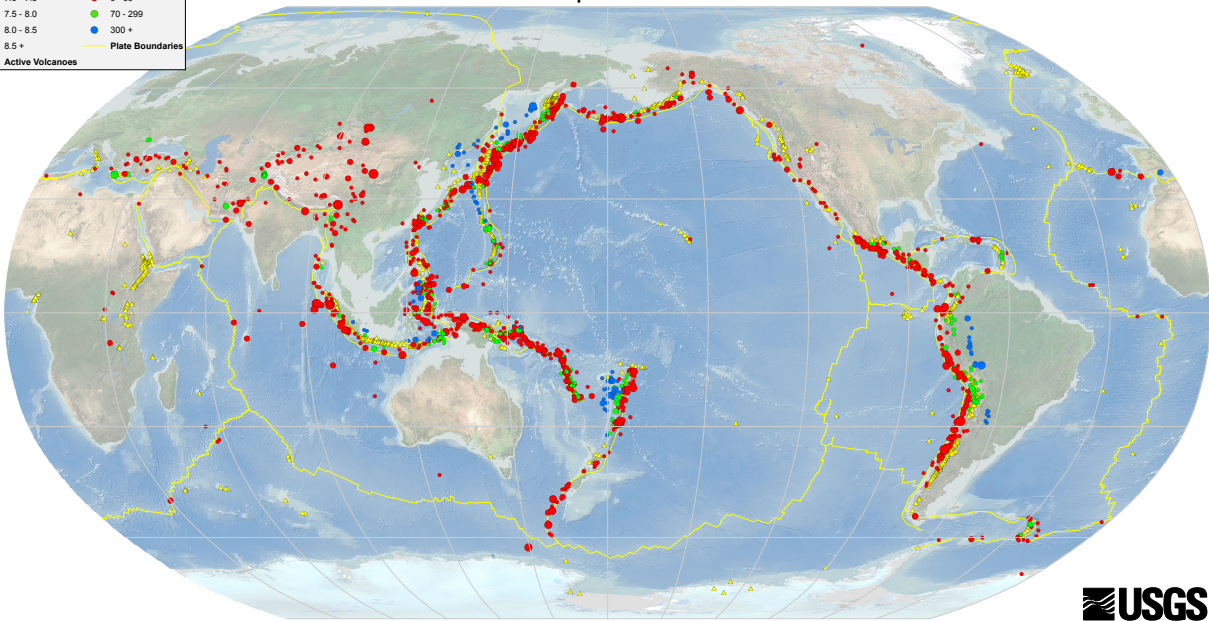 7.5 - 8.0 70 - 299
8.0 - 8.5 300 +
8.5 + Plate Boundaries
Active Volcanoes
USGS